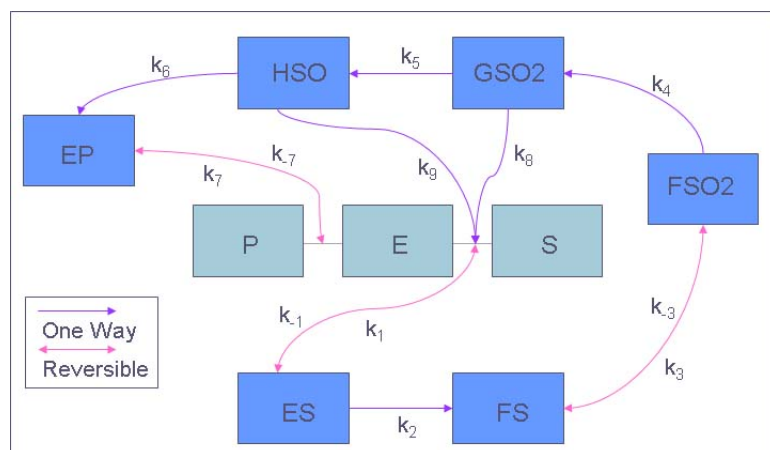 k6
HSO
k5
GSO2
k4
EP
k-7
k7
k9
k8
FSO2
P
E
S
k-1
k1
k-3
k3
One Way
Reversible
ES
k2
FS